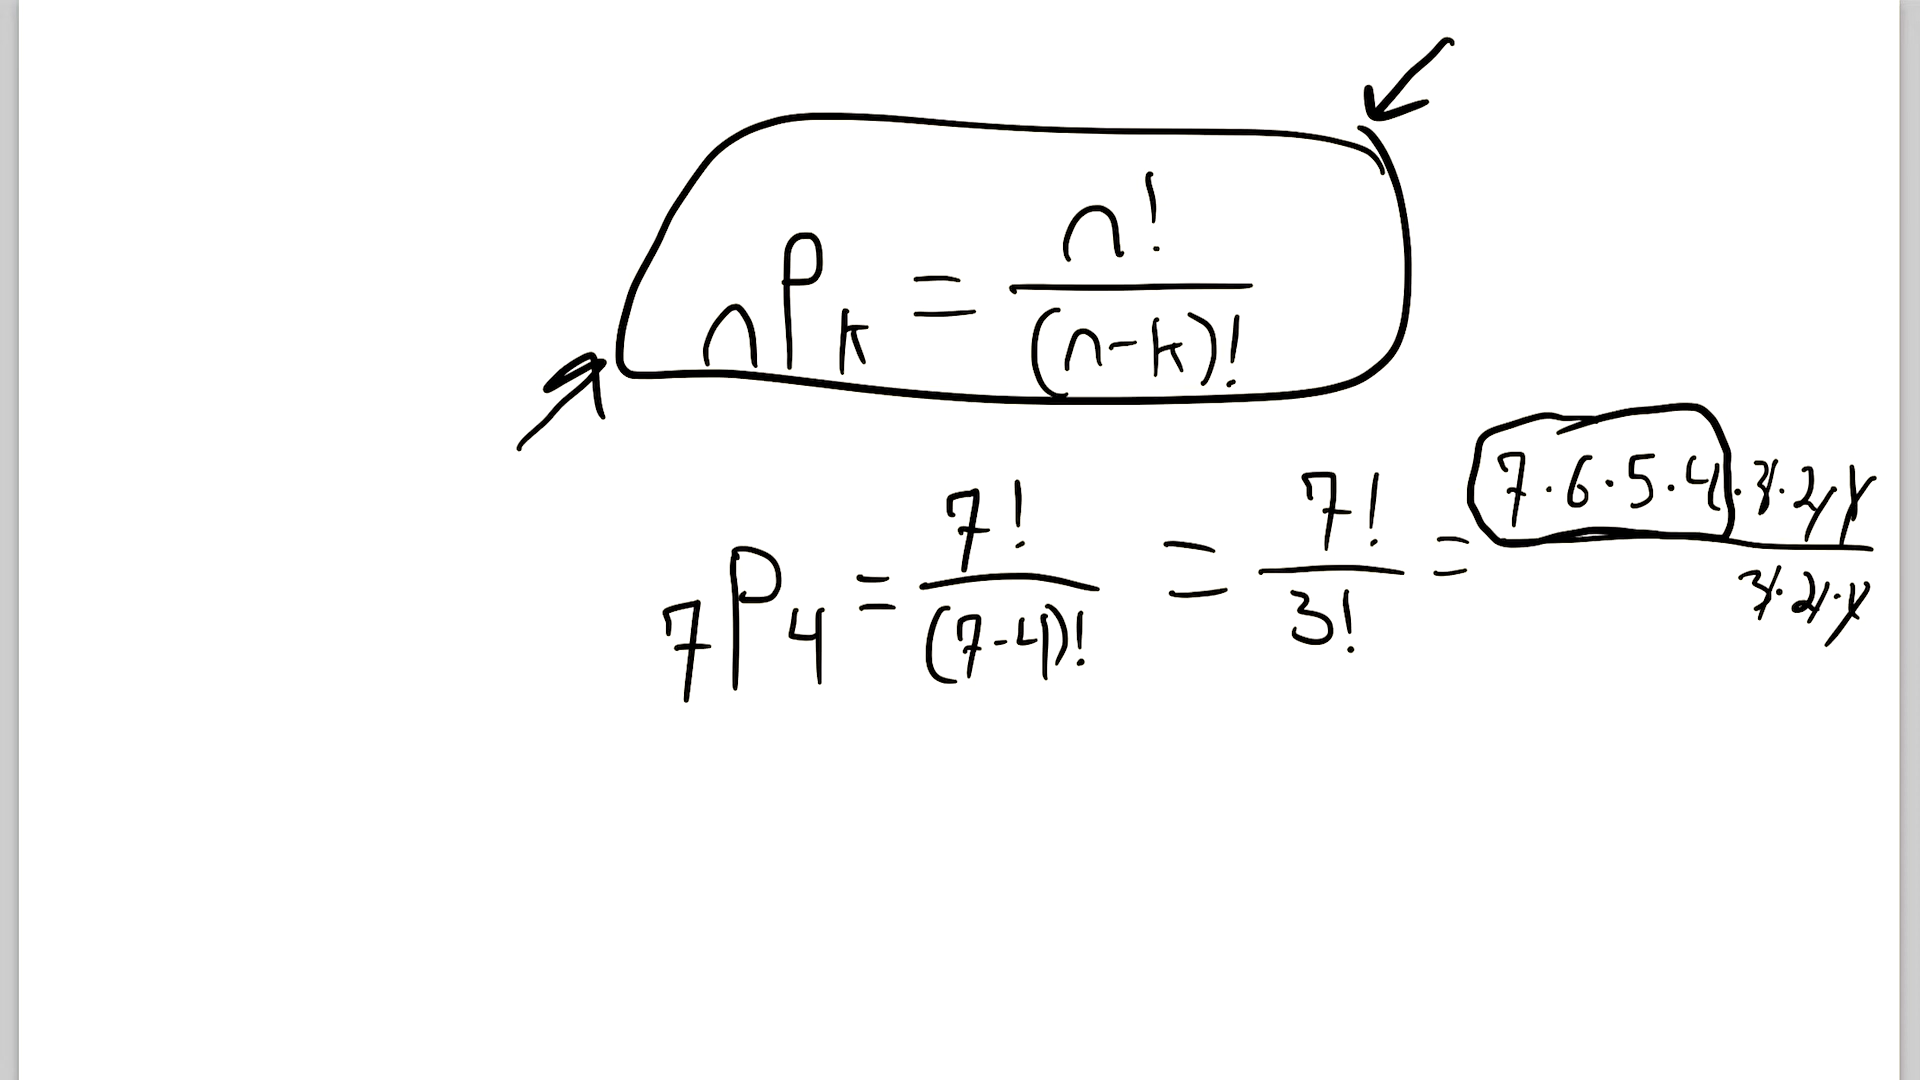 nPk = n! / (n-k)!
7P4 = 7! / (7-4)! = 7! / 3! = 7·6·5·4·3·2·1 / 3·2·1